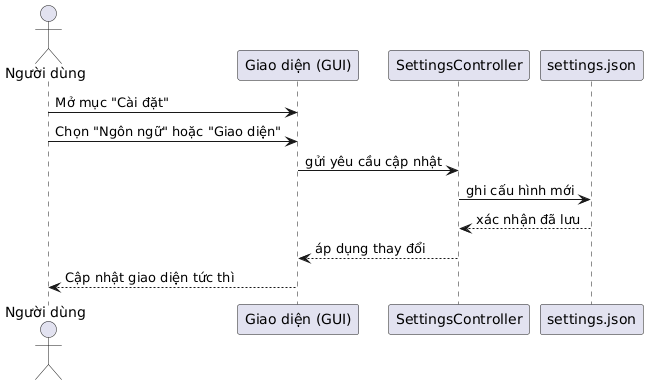 Người dùng
Giao diện (GUI)
SettingsController
settings.json
Mở mục "Cài đặt"
Chọn "Ngôn ngữ" hoặc "Giao diện"
gửi yêu cầu cập nhật
ghi cấu hình mới
xác nhận đã lưu
áp dụng thay đổi
Cập nhật giao diện tức thì
Người dùng
Giao diện (GUI)
SettingsController
settings.json